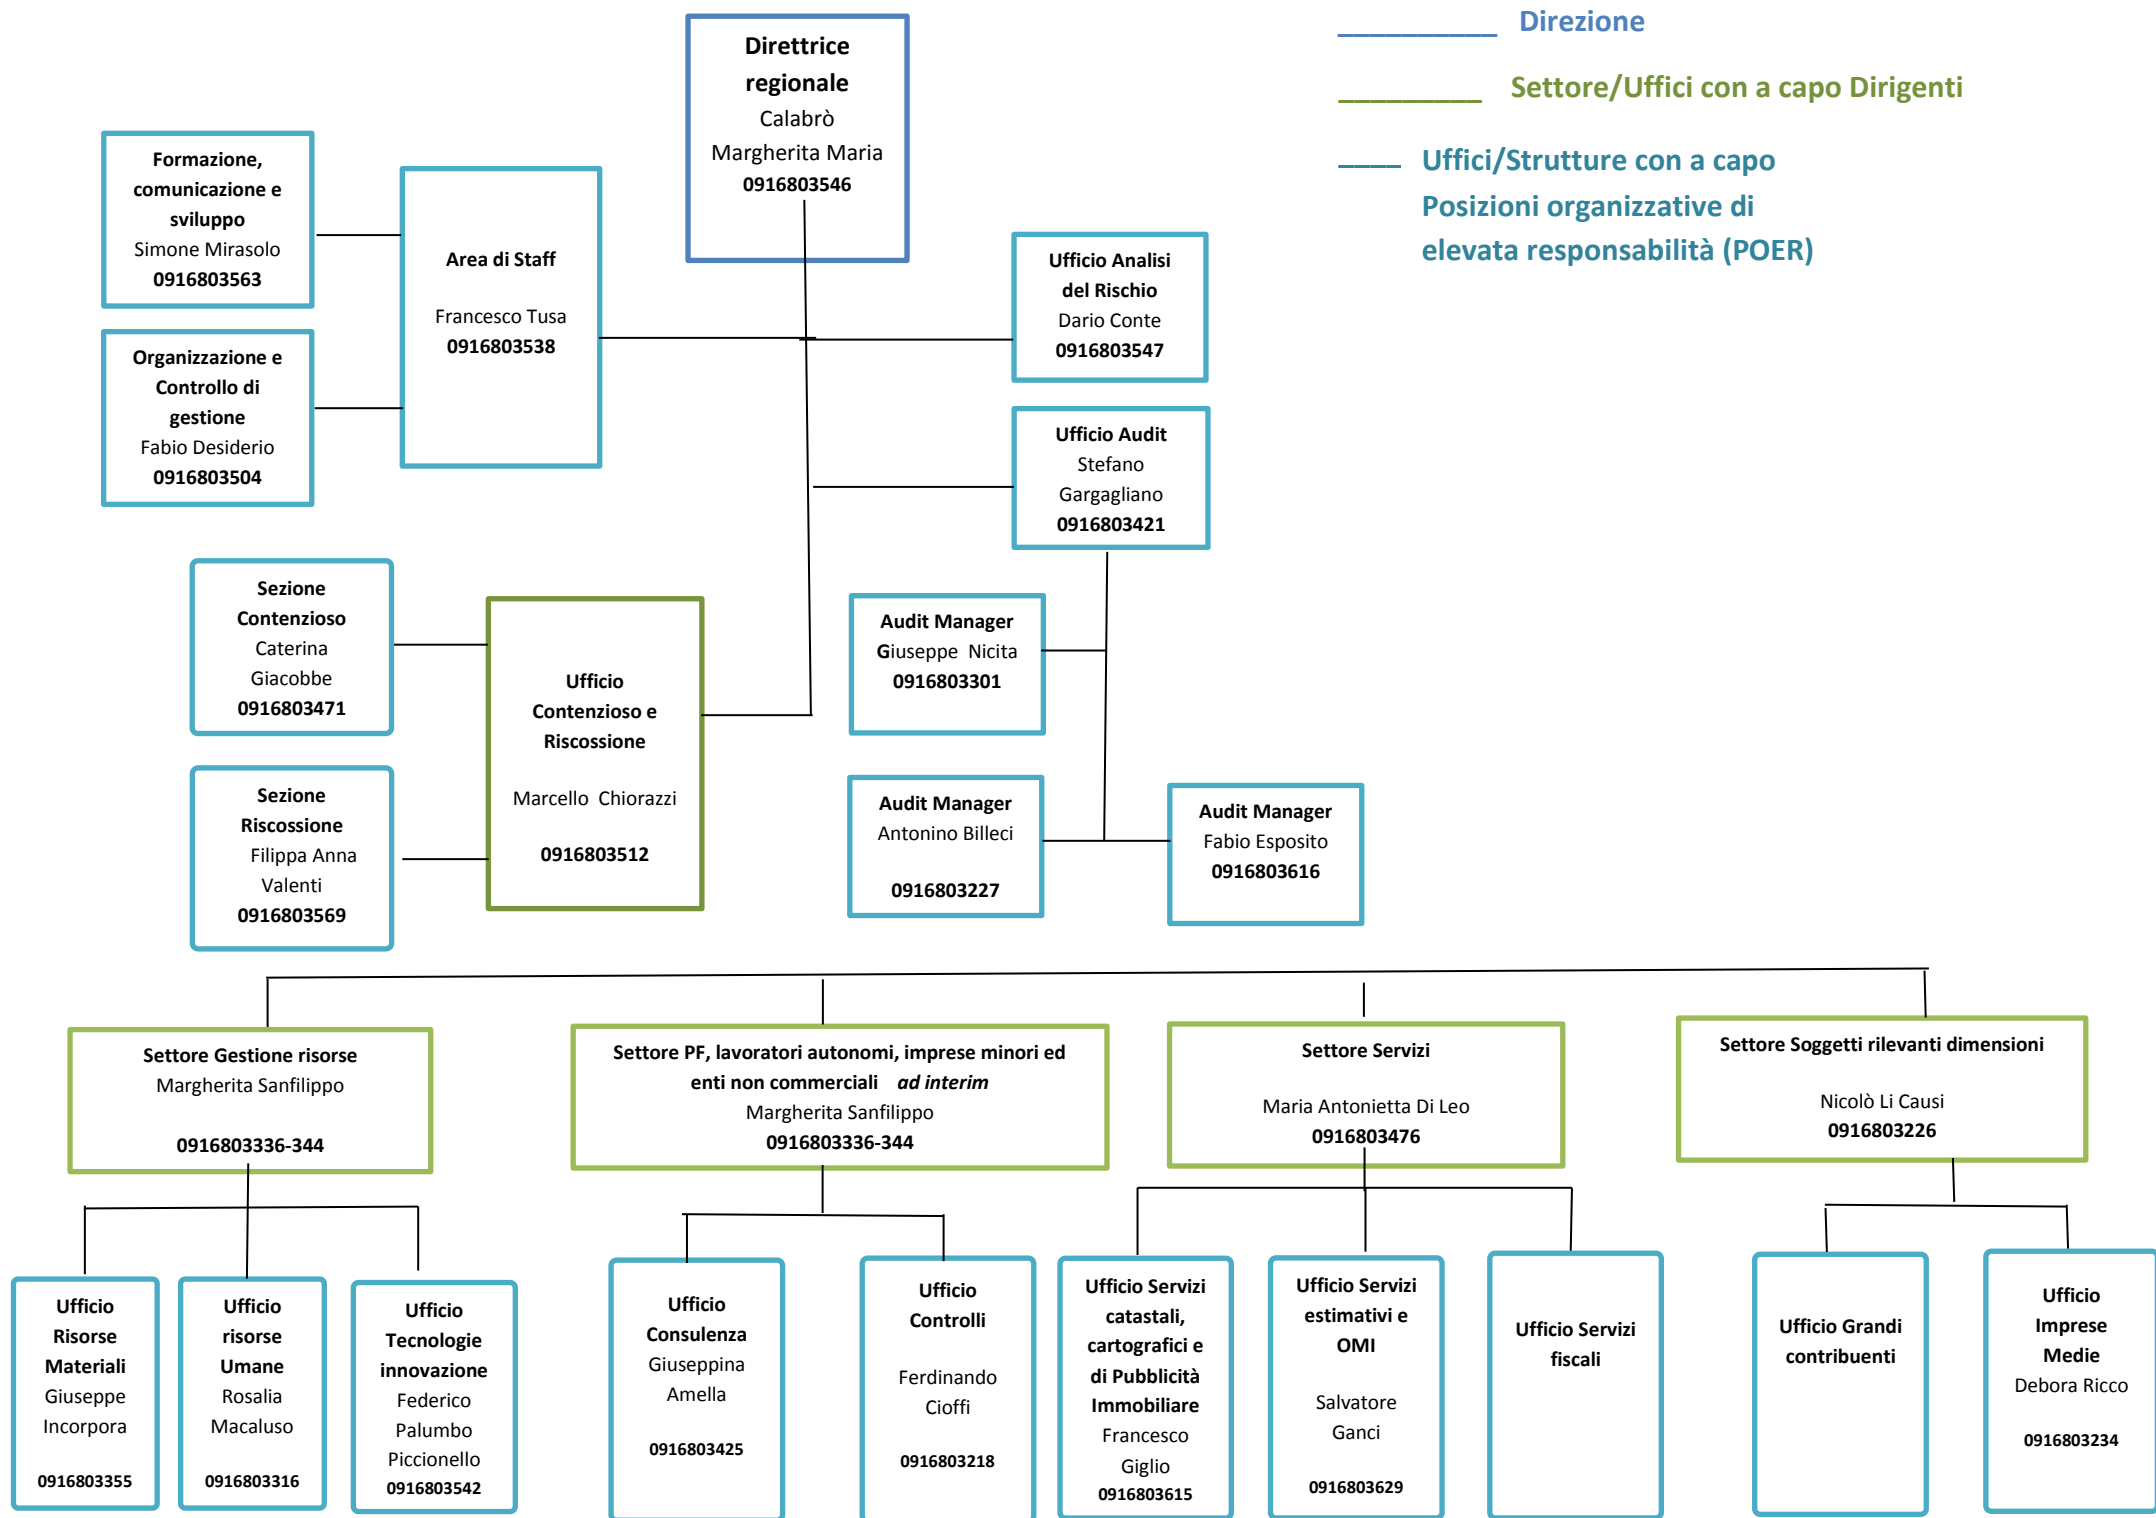 Direttrice
regionale
Calabrò
Margherita Maria
0916803546
__________ Direzione
_________ Settore/Uffici con a capo Dirigenti
____ Uffici/Strutture con a capo
Posizioni organizzative di
elevata responsabilità (POER)
Formazione,
comunicazione e
sviluppo
Simone Mirasolo
0916803563
Organizzazione e
Controllo di
gestione
Fabio Desiderio
0916803504
Area di Staff
Francesco Tusa
0916803538
Ufficio Analisi
del Rischio
Dario Conte
0916803547
Ufficio Audit
Stefano
Gargagliano
0916803421
Sezione
Contenzioso
Caterina
Giacobbe
0916803471
Sezione
Riscossione
Filippa Anna
Valenti
0916803569
Ufficio
Contenzioso e
Riscossione
Marcello Chiorazzi
0916803512
Audit Manager
Giuseppe Nicita
0916803301
Audit Manager
Antonino Billeci
0916803227
Audit Manager
Fabio Esposito
0916803616
Settore Gestione risorse
Margherita Sanfilippo
0916803336-344
Settore PF, lavoratori autonomi, imprese minori ed
enti non commerciali ad interim
Margherita Sanfilippo
0916803336-344
Settore Servizi
Maria Antonietta Di Leo
0916803476
Settore Soggetti rilevanti dimensioni
Nicolò Li Causi
0916803226
Ufficio
Risorse
Materiali
Giuseppe
Incorpora
0916803355
Ufficio
risorse
Umane
Rosalia
Macaluso
0916803316
Ufficio
Tecnologie
innovazione
Federico
Palumbo
Piccionello
0916803542
Ufficio
Consulenza
Giuseppina
Amella
0916803425
Ufficio
Controlli
Ferdinando
Cioffi
0916803218
Ufficio Servizi
catastali,
cartografici e
di Pubblicità
Immobiliare
Francesco
Giglio
0916803615
Ufficio Servizi
estimativi e
OMI
Salvatore
Ganci
0916803629
Ufficio Servizi
fiscali
Ufficio Grandi
contribuenti
Ufficio
Imprese
Medie
Debora Ricco
0916803234